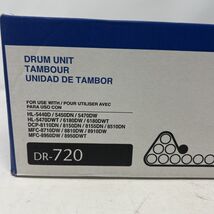 DRUM UNIT
TAMBOUR
UNIDAD DE TAMBOR
FOR USE WITH / POUR UTILISER AVEC/
PARA USO CON
HL-5440D / 5450DN / 5470DW
HL-5470DWT / 6180DW / 6180DWT
DCP-8110DN / 8150DN / 8155DN / 8510DN
MFC-8710DW / 8810DW / 8910DW
MFC-8950DW / 8950DWT
DR-720